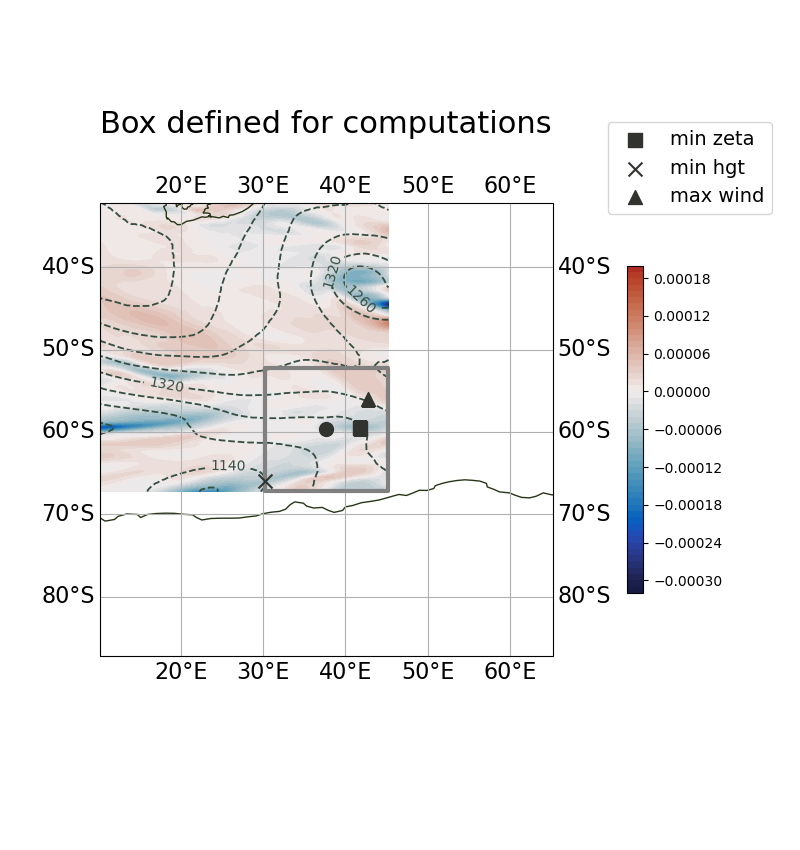 Box defined for computations
min zeta
min hgt
max wind
20°E 30°E 40°E 50°E 60°E
40°S
50°S
60°S
70°S
80°S
40°S
50°S
60°S
70°S
80°S
1320
1260
1320
1140
0.00018
0.00012
0.00006
0.00000
−0.00006
−0.00012
−0.00018
−0.00024
−0.00030
20°E 30°E 40°E 50°E 60°E